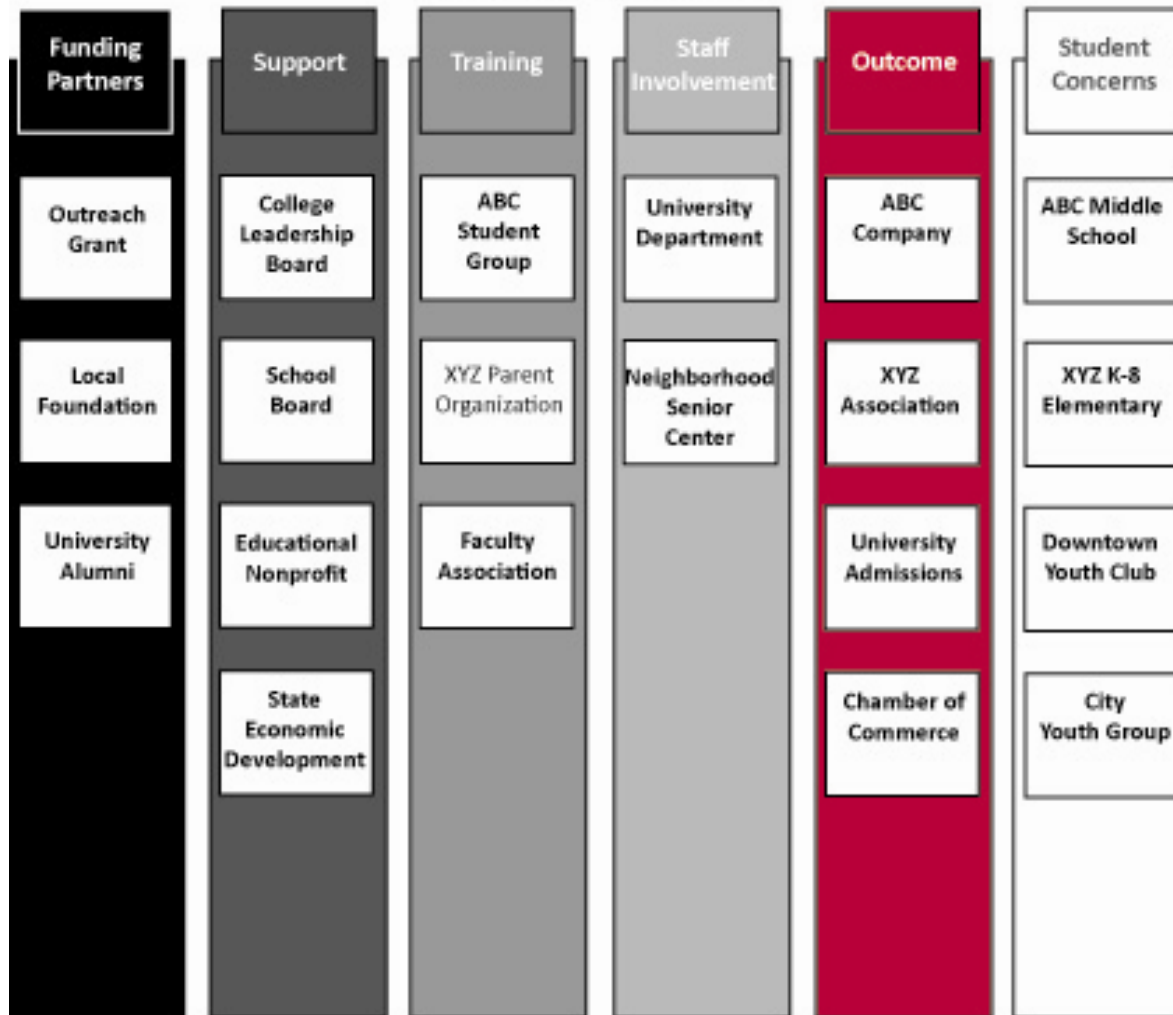 Funding
Partners
Support
Training
Staff
Involvement
Outcome
Student
Concerns
Outreach
Grant
College
Leadership
Board
ABC
Student
Group
University
Department
ABC
Company
ABC Middle
School
Local
Foundation
School
Board
XYZ Parent
Organization
Neighborhood
Senior
Center
XYZ
Association
XYZ K-8
Elementary
University
Alumni
Educational
Nonprofit
Faculty
Association
University
Admissions
Downtown
Youth Club
State
Economic
Development
Chamber of
Commerce
City
Youth Group